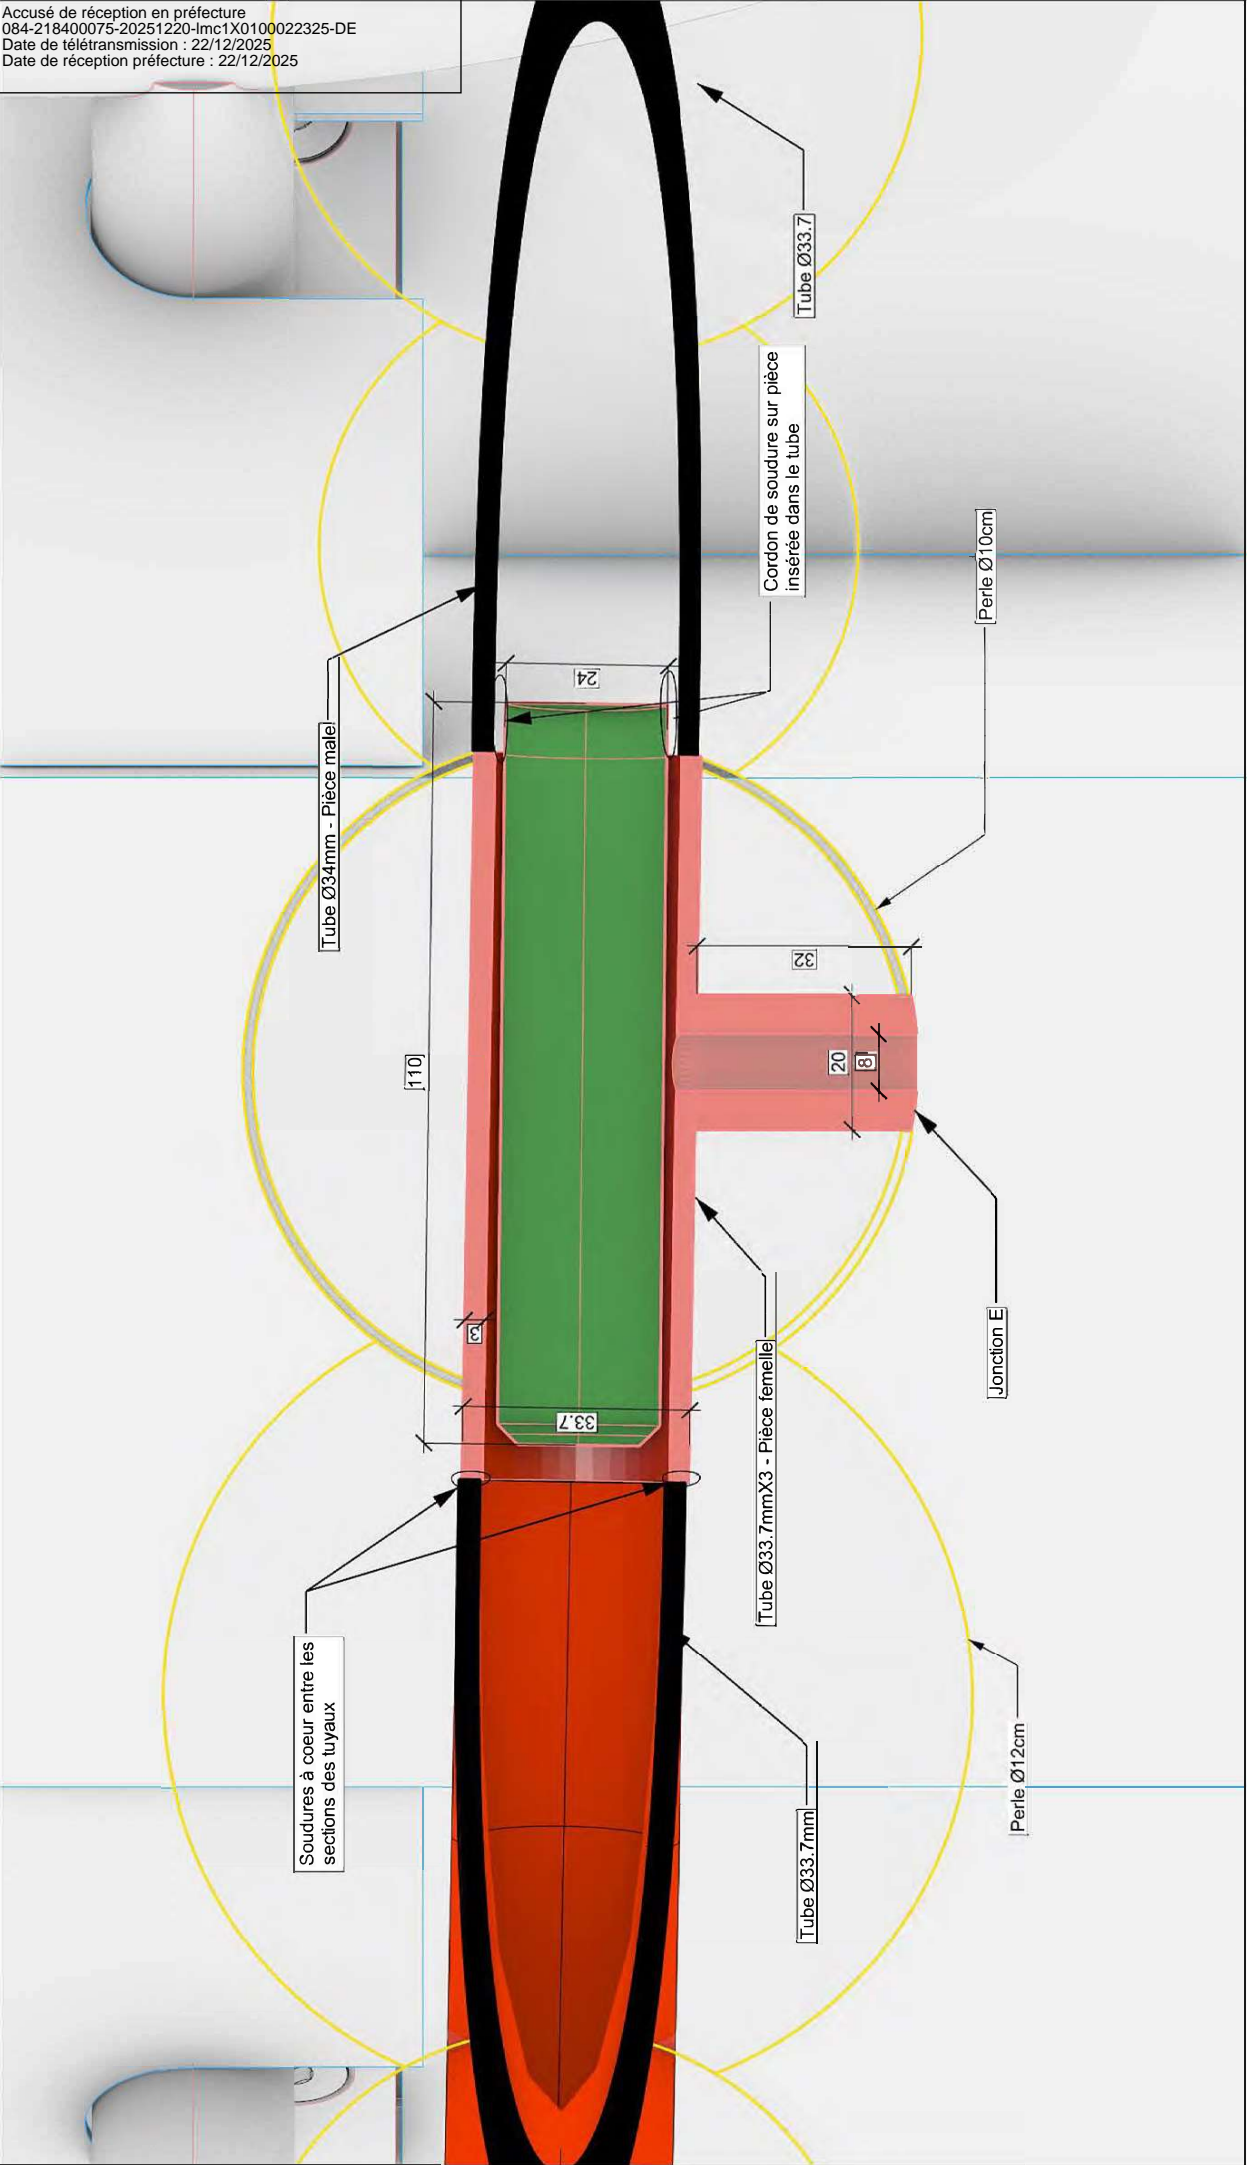 Accusé de réception en préfecture
084-218400075-20251220-lmc1X0100022325-DE
Date de télétransmission : 22/12/2025
Date de réception préfecture : 22/12/2025
Tube Ø33.7
Cordon de soudure sur pièce
insérée dans le tube
Perle Ø10cm
24
Tube Ø34mm - Pièce male
32
110
20
8
3
33.7
Jonction E
Tube Ø33.7mmX3 - Pièce femelle
Soudures à coeur entre les
sections des tuyaux
Perle Ø12cm
Tube Ø33.7mm